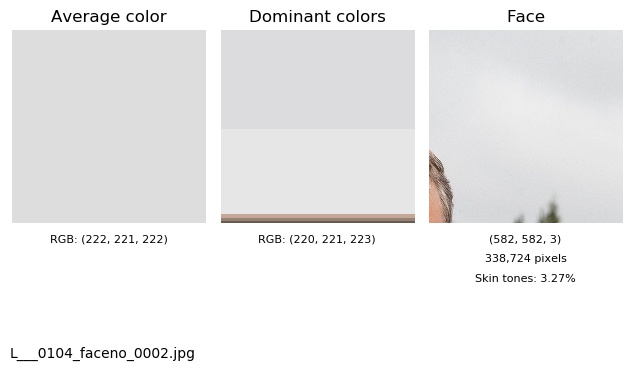 Average color
Dominant colors
Face
RGB: (222, 221, 222)
RGB: (220, 221, 223)
(582, 582, 3)
338,724 pixels
Skin tones: 3.27%
L___0104_faceno_0002.jpg